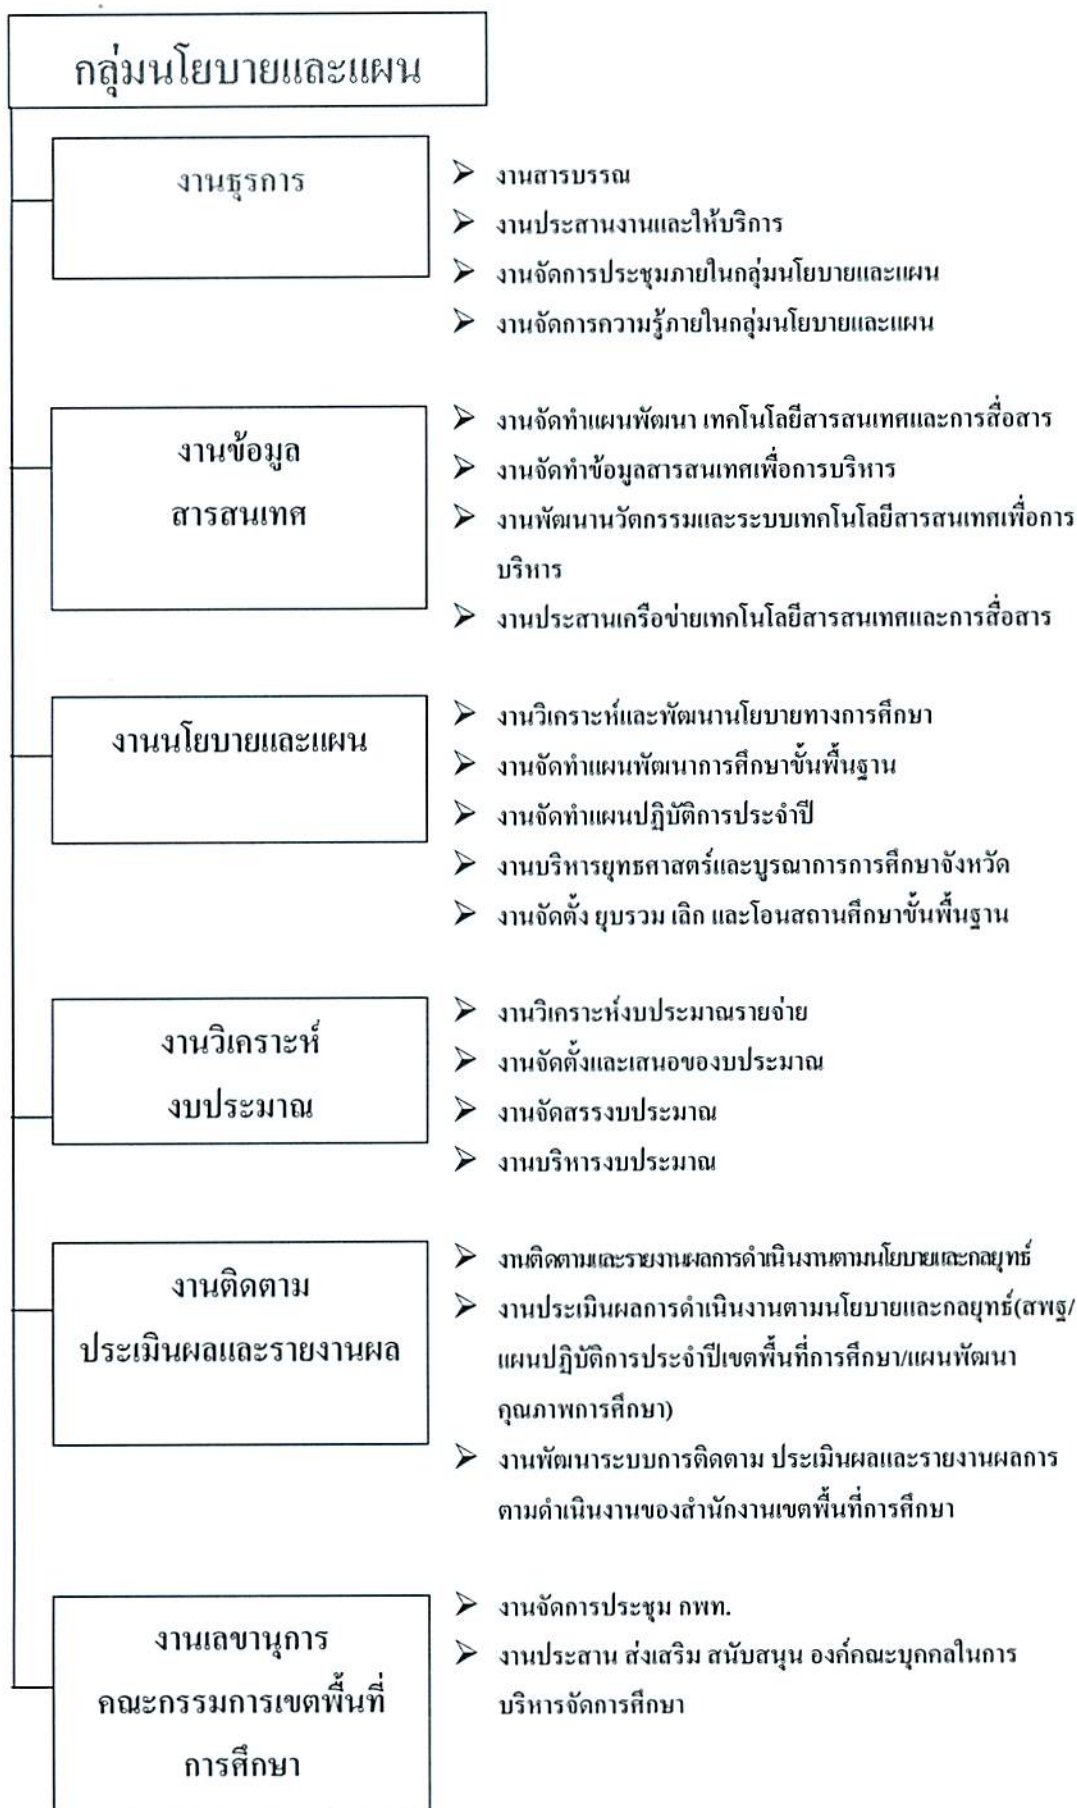 กลุ่มนโยบายและแผน
งานธุรการ
➢ งานสารบรรณ
➢ งานประสานงานและให้บริการ
➢ งานจัดการประชุมภายในกลุ่มนโยบายและแผน
➢ งานจัดการความรู้ภายในกลุ่มนโยบายและแผน
งานข้อมูล
สารสนเทศ
➢ งานจัดทำแผนพัฒนา เทคโนโลยีสารสนเทศและการสื่อสาร
➢ งานจัดทำข้อมูลสารสนเทศเพื่อการบริหาร
➢ งานพัฒนานวัตกรรมและระบบเทคโนโลยีสารสนเทศเพื่อการ
บริหาร
➢ งานประสานเครือข่ายเทคโนโลยีสารสนเทศและการสื่อสาร
งานนโยบายและแผน
➢ งานวิเคราะห์และพัฒนานโยบายทางการศึกษา
➢ งานจัดทำแผนพัฒนาการศึกษาขั้นพื้นฐาน
➢ งานจัดทำแผนปฏิบัติการประจำปี
➢ งานบริหารยุทธศาสตร์และบูรณาการการศึกษาจังหวัด
➢ งานจัดตั้ง ยุบรวม เลิก และโอนสถานศึกษาขั้นพื้นฐาน
งานวิเคราะห์
งบประมาณ
➢ งานวิเคราะห์งบประมาณรายจ่าย
➢ งานจัดตั้งและเสนอของบประมาณ
➢ งานจัดสรรงบประมาณ
➢ งานบริหารงบประมาณ
งานติดตาม
ประเมินผลและรายงานผล
➢ งานติดตามและรายงานผลการดำเนินงานตามนโยบายและกลยุทธ์
➢ งานประเมินผลการดำเนินงานตามนโยบายและกลยุทธ์(สพฐ/
แผนปฏิบัติการประจำปีเขตพื้นที่การศึกษา/แผนพัฒนา
คุณภาพการศึกษา)
➢ งานพัฒนาระบบการติดตาม ประเมินผลและรายงานผลการ
ตามดำเนินงานของสำนักงานเขตพื้นที่การศึกษา
งานเลขานุการ
คณะกรรมการเขตพื้นที่
การศึกษา
➢ งานจัดการประชุม กพท.
➢ งานประสาน ส่งเสริม สนับสนุน องค์คณะบุคคลในการ
บริหารจัดการศึกษา